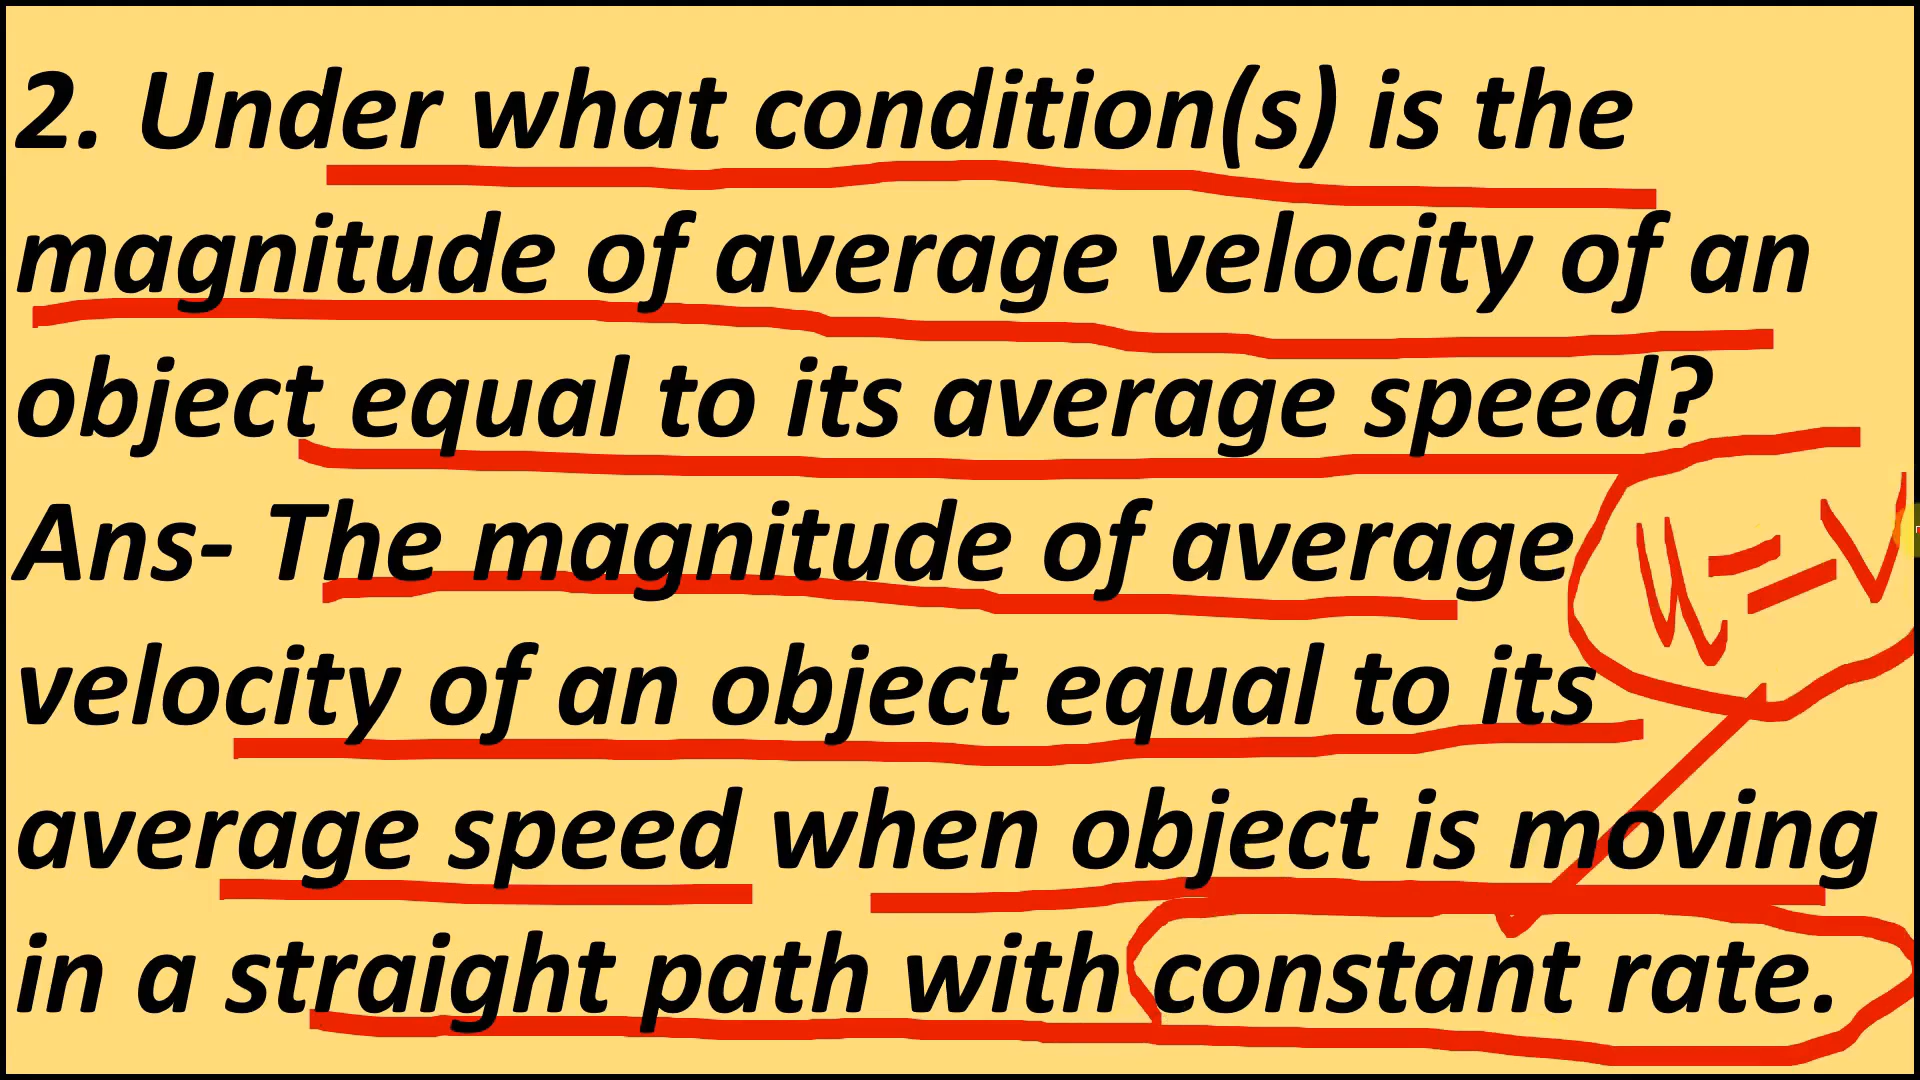 2. Under what condition(s) is the
magnitude of average velocity of an
object equal to its average speed?
Ans- The magnitude of average
u=v
velocity of an object equal to its
average speed when object is moving
in a straight path with constant rate.